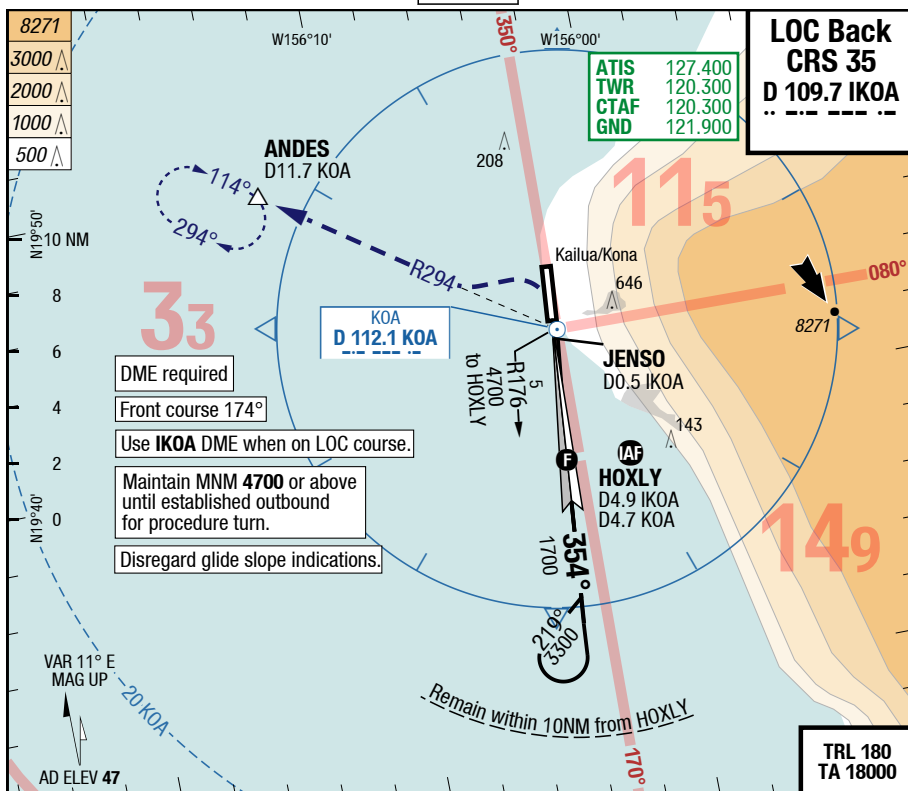 8271
3000
2000
1000
500
W156°10'
W156°00'
350°
ATIS 127.400
TWR 120.300
CTAF 120.300
GND 121.900
LOC Back
CRS 35
D 109.7 IKOA
208
115
ANDES
D11.7 KOA
114°
294°
N19°50'
10 NM
8
6
4
2
0
N19°40'
R294
Kailua/Kona
646
080°
8271
33
KOA
D 112.1 KOA
JENSO
D0.5 IKOA
5
R176
4700
to HOXLY
DME required
Front course 174°
Use IKOA DME when on LOC course.
Maintain MNM 4700 or above
until established outbound
for procedure turn.
Disregard glide slope indications.
143
F
IAF
HOXLY
D4.9 IKOA
D4.7 KOA
149
354°
1700
219°
3300
Remain within 10NM from HOXLY
170°
VAR 11° E
MAG UP
20 KOA
AD ELEV 47
TRL 180
TA 18000